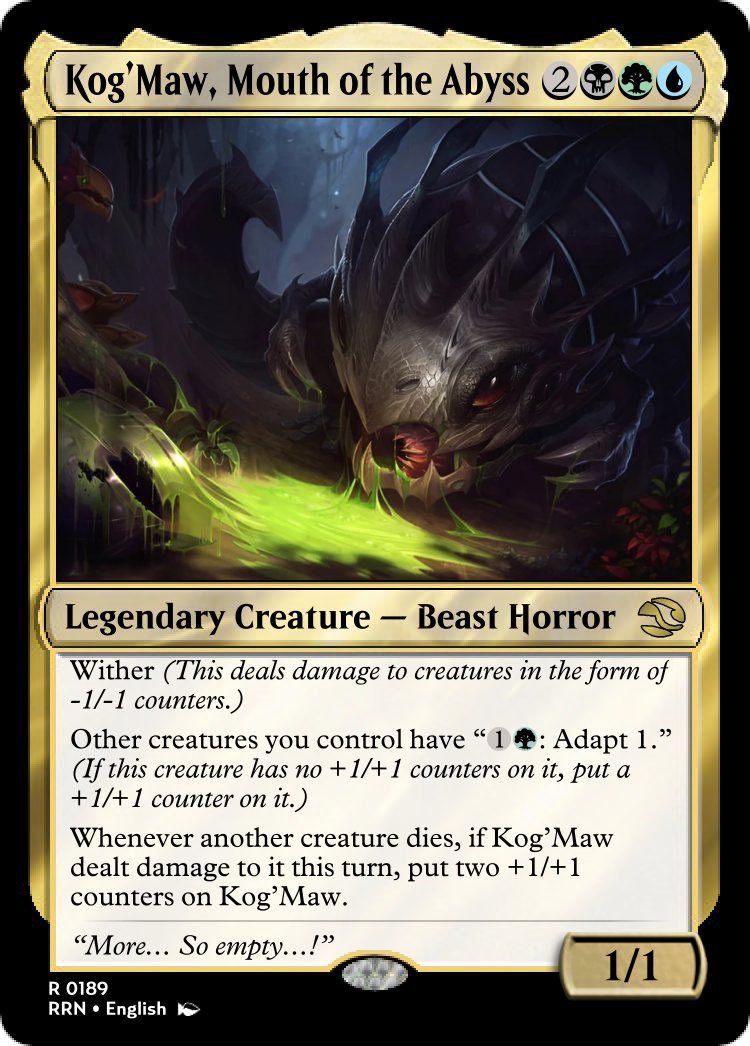 Kog'Maw, Mouth of the Abyss 2
Legendary Creature — Beast Horror
Wither (This deals damage to creatures in the form of
-1/-1 counters.)
Other creatures you control have “1 : Adapt 1.”
(If this creature has no +1/+1 counters on it, put a
+1/+1 counter on it.)
Whenever another creature dies, if Kog'Maw
dealt damage to it this turn, put two +1/+1
counters on Kog'Maw.
“More… So empty…!”
1/1
R 0189
RRN • English